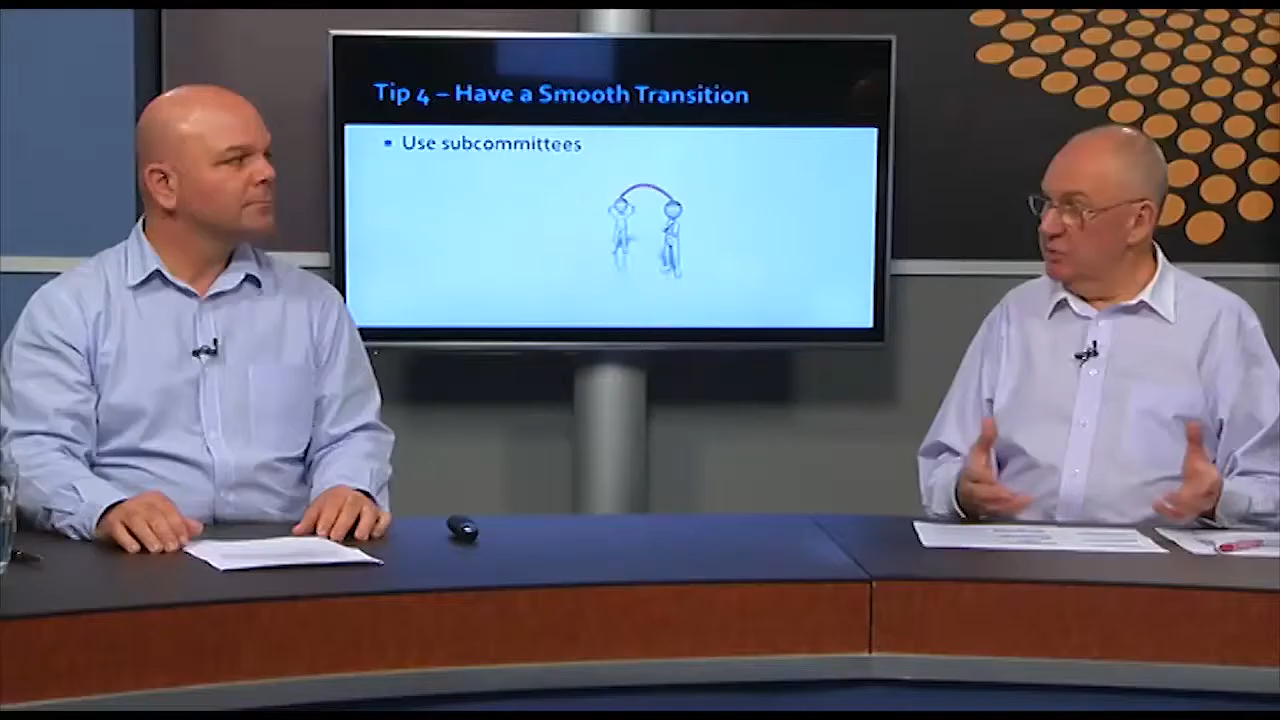 Tip 4 – Have a Smooth Transition
▪ Use subcommittees